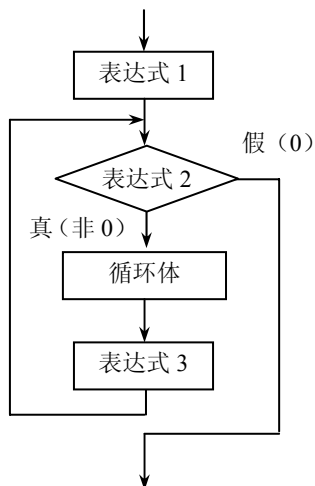 表达式 1
假（0）
表达式 2
真（非 0）
循环体
表达式 3